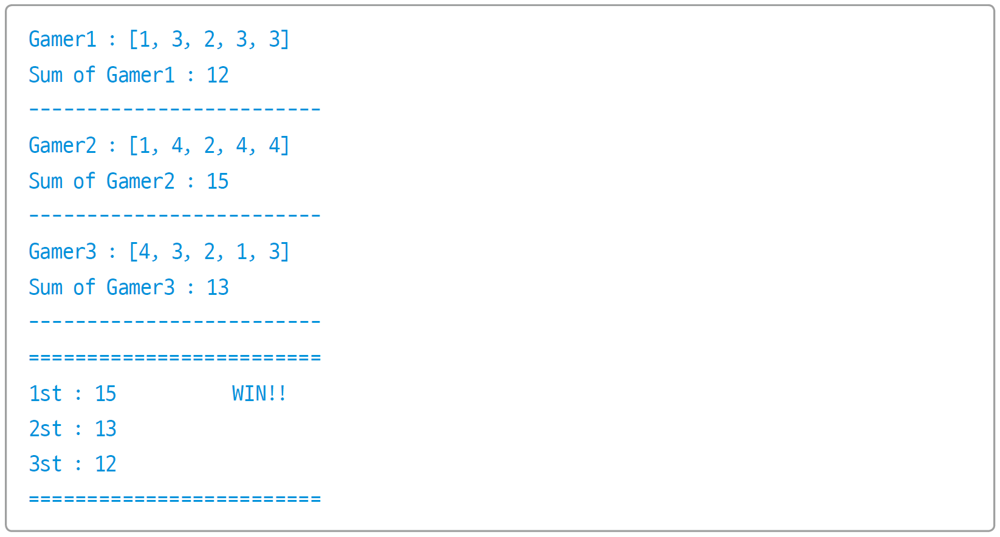 Gamer1 : [1, 3, 2, 3, 3]
Sum of Gamer1 : 12
-------------------------
Gamer2 : [1, 4, 2, 4, 4]
Sum of Gamer2 : 15
-------------------------
Gamer3 : [4, 3, 2, 1, 3]
Sum of Gamer3 : 13
-------------------------
=========================
1st : 15          WIN!!
2st : 13
3st : 12
=========================